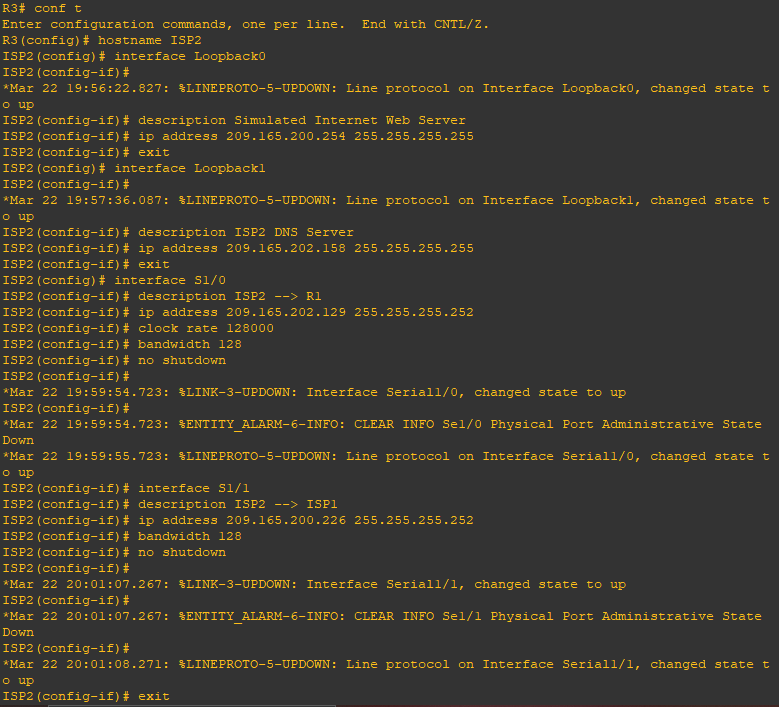 R3# conf t
Enter configuration commands, one per line.  End with CNTL/Z.
R3(config)# hostname ISP2
ISP2(config)# interface Loopback0
ISP2(config-if)#
*Mar 22 19:56:22.827: %LINEPROTO-5-UPDOWN: Line protocol on Interface Loopback0, changed state t
o up
ISP2(config-if)# description Simulated Internet Web Server
ISP2(config-if)# ip address 209.165.200.254 255.255.255.255
ISP2(config-if)# exit
ISP2(config)# interface Loopback1
ISP2(config-if)#
*Mar 22 19:57:36.087: %LINEPROTO-5-UPDOWN: Line protocol on Interface Loopback1, changed state t
o up
ISP2(config-if)# description ISP2 DNS Server
ISP2(config-if)# ip address 209.165.202.158 255.255.255.255
ISP2(config-if)# exit
ISP2(config)# interface S1/0
ISP2(config-if)# description ISP2 --> R1
ISP2(config-if)# ip address 209.165.202.129 255.255.255.252
ISP2(config-if)# clock rate 128000
ISP2(config-if)# bandwidth 128
ISP2(config-if)# no shutdown
ISP2(config-if)#
*Mar 22 19:59:54.723: %LINK-3-UPDOWN: Interface Serial1/0, changed state to up
ISP2(config-if)#
*Mar 22 19:59:54.723: %ENTITY_ALARM-6-INFO: CLEAR INFO Se1/0 Physical Port Administrative State
Down
*Mar 22 19:59:55.723: %LINEPROTO-5-UPDOWN: Line protocol on Interface Serial1/0, changed state t
o up
ISP2(config-if)# interface S1/1
ISP2(config-if)# description ISP2 --> ISP1
ISP2(config-if)# ip address 209.165.200.226 255.255.255.252
ISP2(config-if)# bandwidth 128
ISP2(config-if)# no shutdown
ISP2(config-if)#
*Mar 22 20:01:07.267: %LINK-3-UPDOWN: Interface Serial1/1, changed state to up
ISP2(config-if)#
*Mar 22 20:01:07.267: %ENTITY_ALARM-6-INFO: CLEAR INFO Se1/1 Physical Port Administrative State
Down
ISP2(config-if)#
*Mar 22 20:01:08.271: %LINEPROTO-5-UPDOWN: Line protocol on Interface Serial1/1, changed state t
o up
ISP2(config-if)# exit